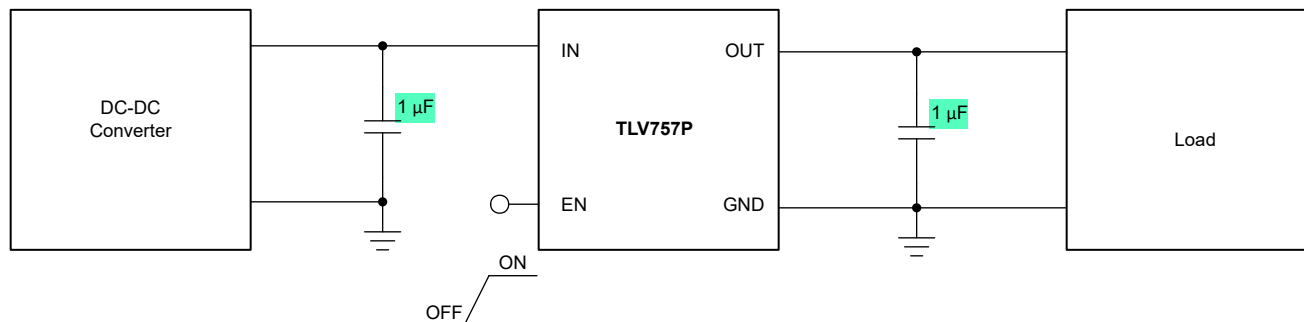 DC-DC
Converter
1 µF
IN
EN
TLV757P
OUT
GND
1 µF
Load
ON
OFF